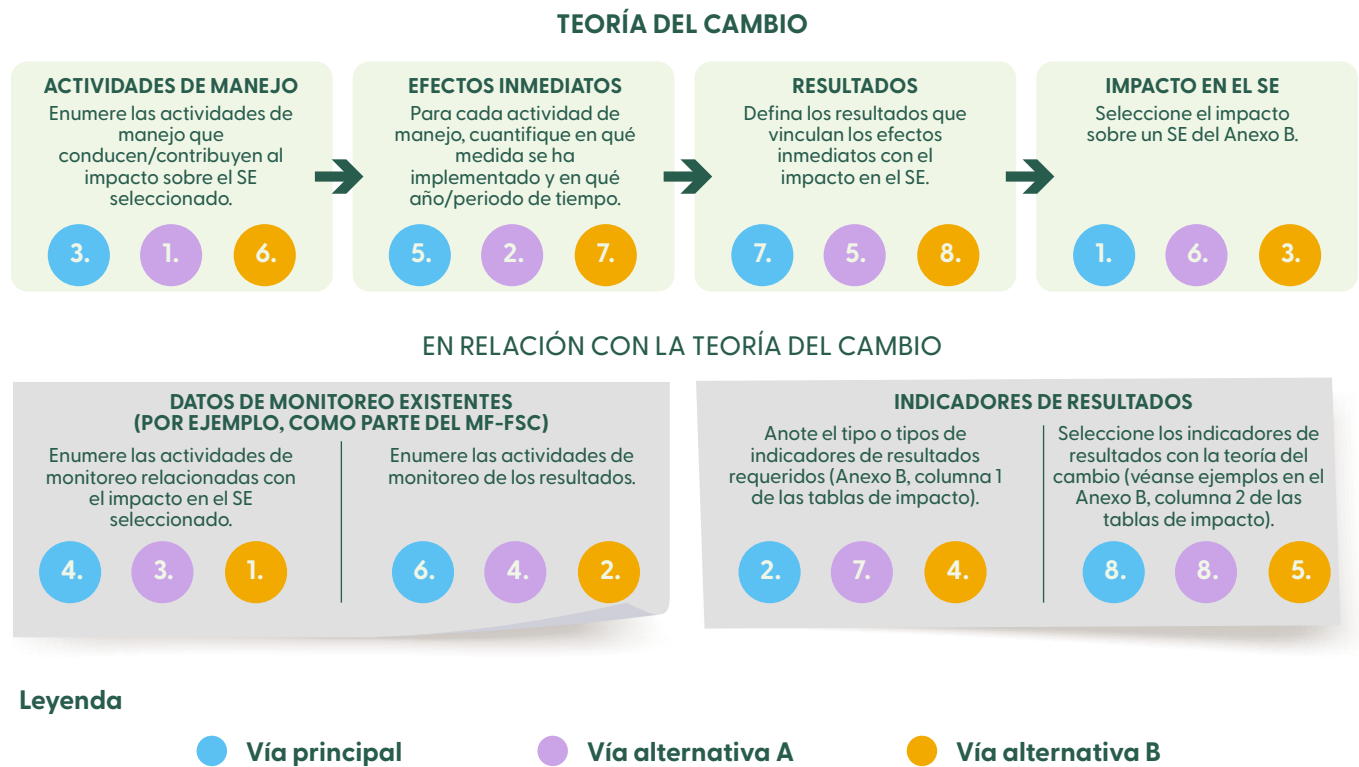 TEORÍA DEL CAMBIO
ACTIVIDADES DE MANEJO
Enumere las actividades de
manejo que
conducen/contribuyen al
impacto sobre el SE
seleccionado.
3. 1. 6.
EFECTOS INMEDIATOS
Para cada actividad de
manejo, cuantifique en qué
medida se ha
implementado y en qué
año/periodo de tiempo.
5. 2. 7.
RESULTADOS
Defina los resultados que
vinculan los efectos
inmediatos con el
impacto en el SE.
7. 5. 8.
IMPACTO EN EL SE
Seleccione el impacto
sobre un SE del Anexo B.
1. 6. 3.
EN RELACIÓN CON LA TEORÍA DEL CAMBIO
DATOS DE MONITOREO EXISTENTES
(POR EJEMPLO, COMO PARTE DEL MF-FSC)
Enumere las actividades de
monitoreo relacionadas con
el impacto en el SE
seleccionado.
4. 3. 1.
Enumere las actividades de
monitoreo de los resultados.
6. 4. 2.
INDICADORES DE RESULTADOS
Anote el tipo o tipos de
indicadores de resultados
requeridos (Anexo B, columna 1
de las tablas de impacto).
2. 7. 4.
Seleccione los indicadores de
resultados con la teoría del
cambio (véanse ejemplos en el
Anexo B, columna 2 de las
tablas de impacto).
8. 8. 5.
Leyenda
Vía principal
Vía alternativa A
Vía alternativa B